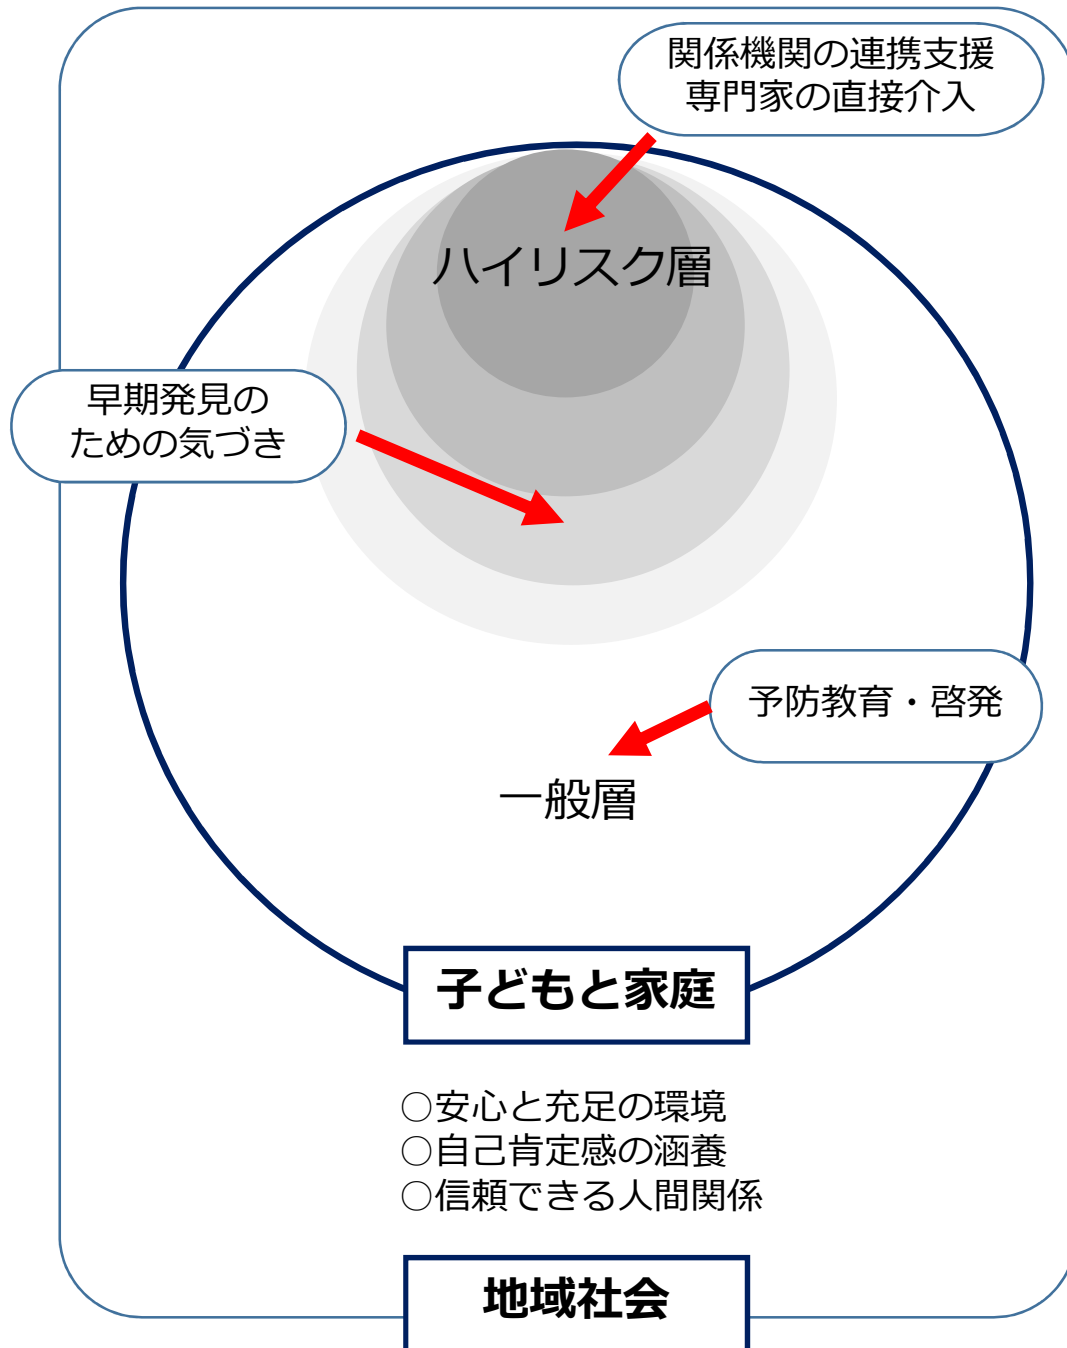 関係機関の連携支援
専門家の直接介入
ハイリスク層
早期発見の
ための気づき
予防教育・啓発
一般層
子どもと家庭
○安心と充足の環境
○自己肯定感の涵養
○信頼できる人間関係
地域社会